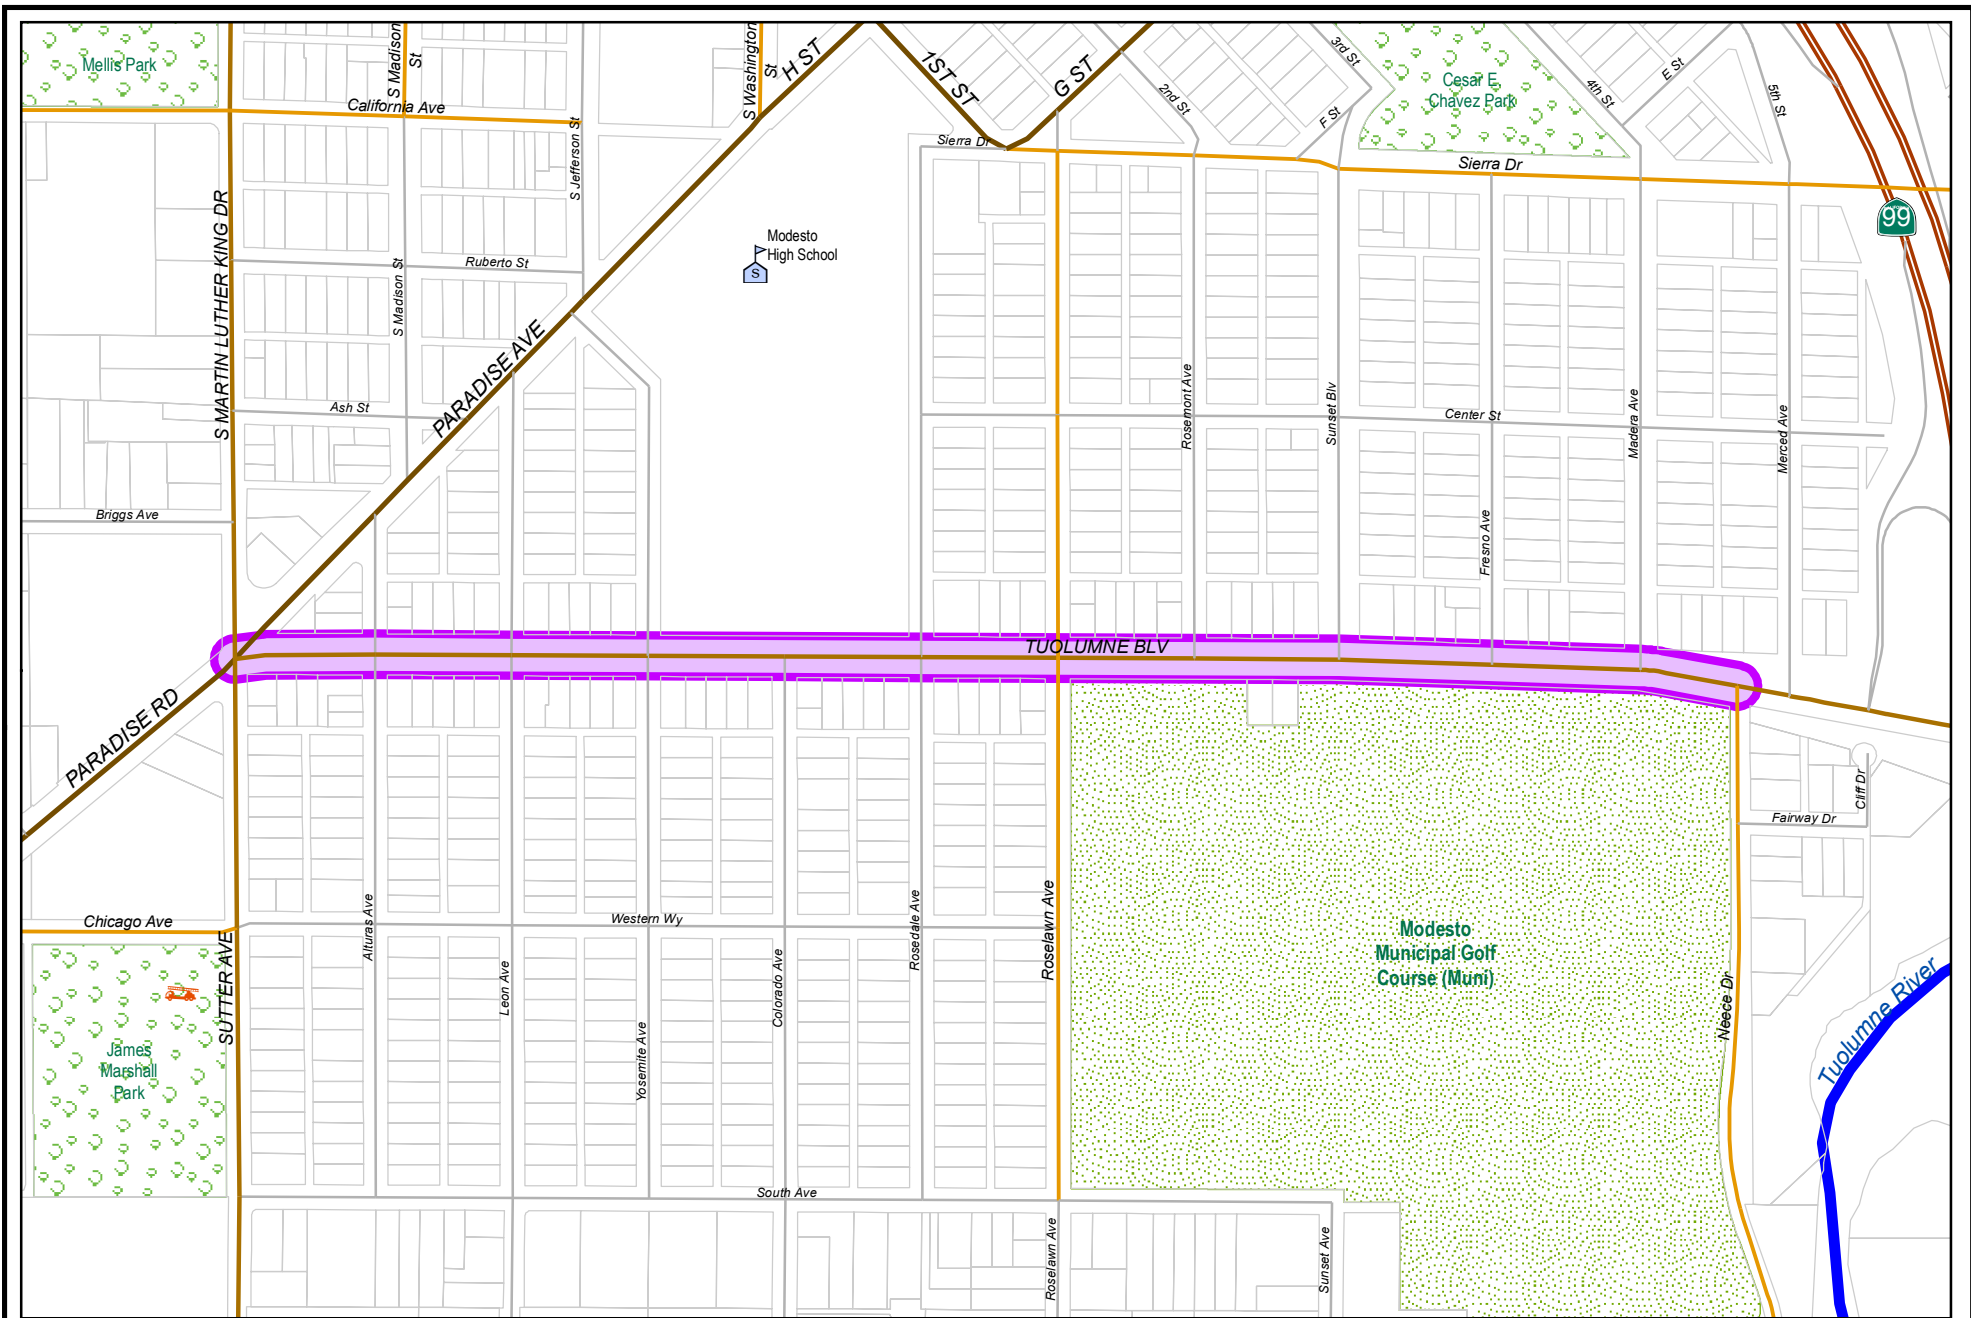 Mellis Park
S Madison
St
California Ave
S Washington
St
H ST
1ST ST
G ST
2nd St
3rd St
F St
Cesar E.
Chavez Park
4th St
E St
5th St
Sierra Dr
Sierra Dr
99
S Jefferson St
S MARTIN LUTHER KING DR
Modesto
High School
S
Ruberto St
S Madison St
PARADISE AVE
Ash St
Rosemont Ave
Sunset Blv
Center St
Madera Ave
Merced Ave
Briggs Ave
Fresno Ave
TUOLUMNE BLV
PARADISE RD
Cliff Dr
Fairway Dr
Chicago Ave
SUTTER AVE
Alturas Ave
Western Wy
Leon Ave
Yosemite Ave
Colorado Ave
Rosedale Ave
Roselawn Ave
Modesto
Municipal Golf
Course (Muni)
Neece Dr
Tuolumne River
James
Marshall
Park
South Ave
Roselawn Ave
Sunset Ave